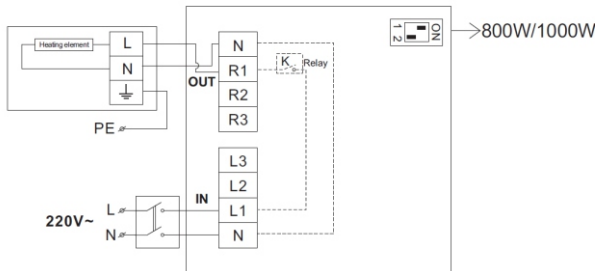 Heating element
L
N
PE
OUT
N
R1
R2
R3
K Relay
1 2
ON
800W/1000W
L3
L2
L1
N
IN
220V~
L
N